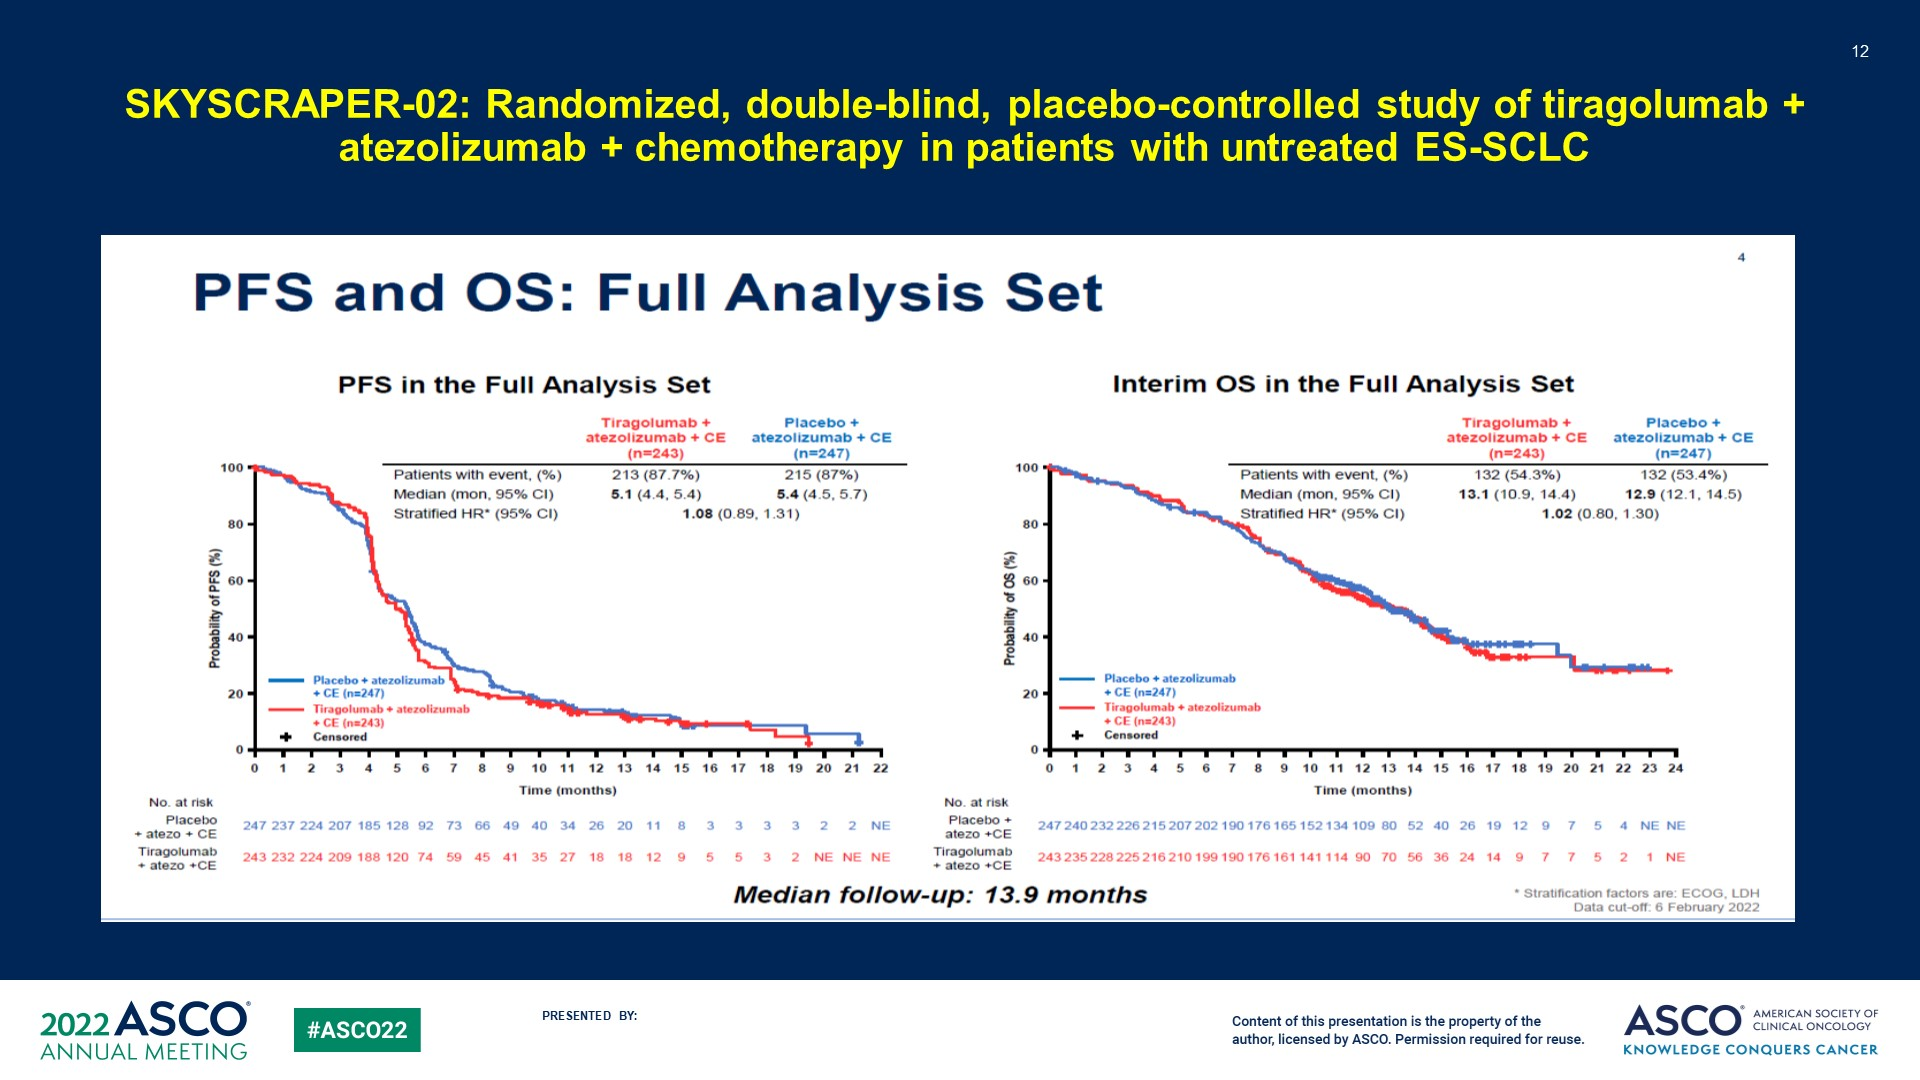 12
SKYSCRAPER-02: Randomized, double-blind, placebo-controlled study of tiragolumab +
atezolizumab + chemotherapy in patients with untreated ES-SCLC
4
PFS and OS: Full Analysis Set
PFS in the Full Analysis Set
Tiragolumab +
atezolizumab + CE
(n=243)
Placebo +
atezolizumab + CE
(n=247)
Patients with event, (%) 213 (87.7%) 215 (87%)
Median (mon, 95% CI) 5.1 (4.4, 5.4) 5.4 (4.5, 5.7)
Stratified HR* (95% CI) 1.08 (0.89, 1.31)
Probability of PFS (%)
100
80
60
40
20
0
Placebo + atezolizumab
+ CE (n=247)
Tiragolumab + atezolizumab
+ CE (n=243)
Censored
0 1 2 3 4 5 6 7 8 9 10 11 12 13 14 15 16 17 18 19 20 21 22
Time (months)
No. at risk
Placebo
+ atezo + CE
247 237 224 207 185 128 92 73 66 49 40 34 26 20 11 8 3 3 3 3 2 2 NE
Tiragolumab
+ atezo +CE
243 232 224 209 188 120 74 59 45 41 35 27 18 18 12 9 5 5 3 2 NE NE NE
Interim OS in the Full Analysis Set
Tiragolumab +
atezolizumab + CE
(n=243)
Placebo +
atezolizumab + CE
(n=247)
Patients with event, (%) 132 (54.3%) 132 (53.4%)
Median (mon, 95% CI) 13.1 (10.9, 14.4) 12.9 (12.1, 14.5)
Stratified HR* (95% CI) 1.02 (0.80, 1.30)
Probability of OS (%)
100
80
60
40
20
0
Placebo + atezolizumab
+ CE (n=247)
Tiragolumab + atezolizumab
+ CE (n=243)
Censored
0 1 2 3 4 5 6 7 8 9 10 11 12 13 14 15 16 17 18 19 20 21 22 23 24
Time (months)
No. at risk
Placebo +
atezo +CE
247 240 232 226 215 207 202 190 176 165 152 134 109 80 52 40 26 19 12 9 7 5 4 NE NE
Tiragolumab
+ atezo +CE
243 235 228 225 216 210 199 190 176 161 141 114 90 70 56 36 24 14 9 7 7 5 2 1 NE
Median follow-up: 13.9 months
* Stratification factors are: ECOG, LDH
Data cut-off: 6 February 2022
2022 ASCO®
ANNUAL MEETING
#ASCO22
PRESENTED BY:
Content of this presentation is the property of the
author, licensed by ASCO. Permission required for reuse.
ASCO® AMERICAN SOCIETY OF
CLINICAL ONCOLOGY
KNOWLEDGE CONQUERS CANCER